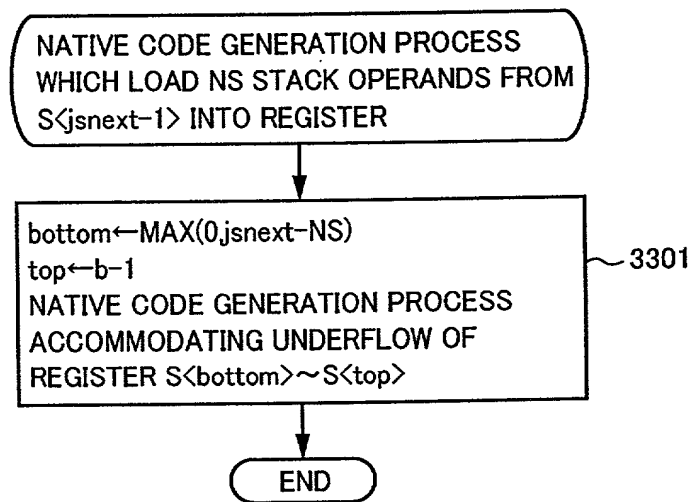 NATIVE CODE GENERATION PROCESS
WHICH LOAD NS STACK OPERANDS FROM
S<jsnext-1> INTO REGISTER
bottom←MAX(0,jsnext-NS)
top←b-1
NATIVE CODE GENERATION PROCESS
ACCOMMODATING UNDERFLOW OF
REGISTER S<bottom>~S<top>
3301
END